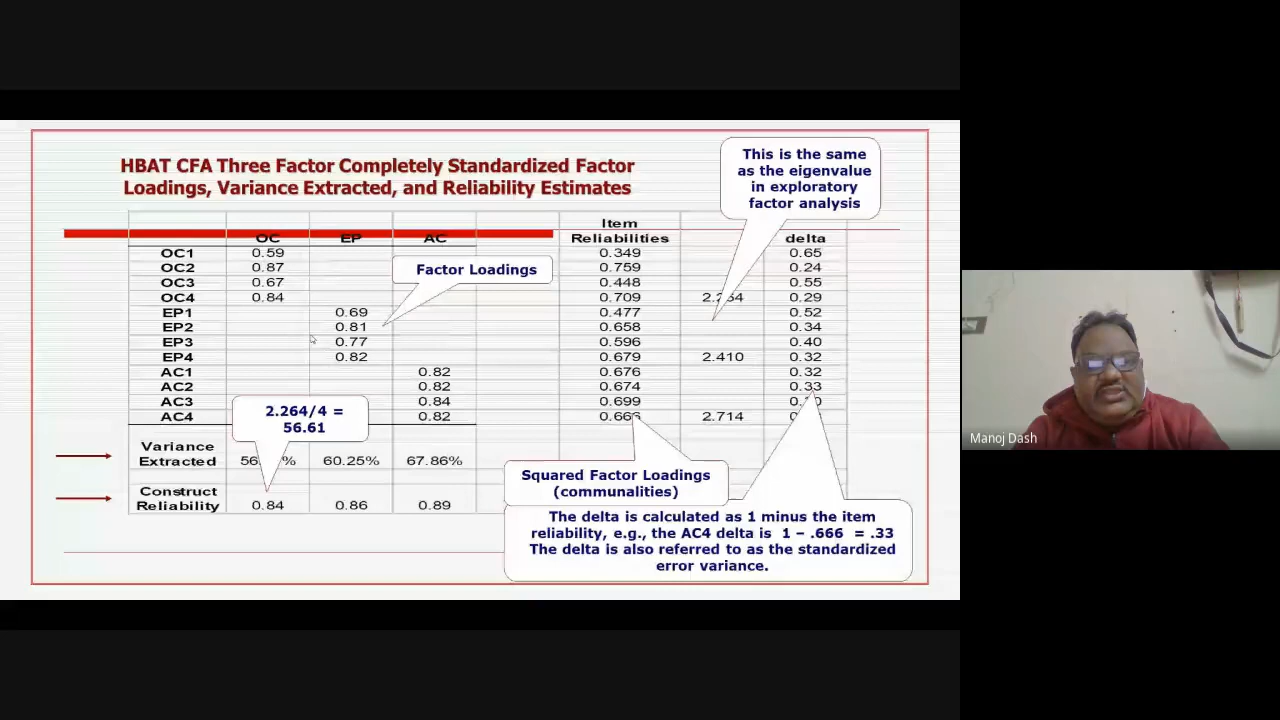 HBAT CFA Three Factor Completely Standardized Factor
Loadings, Variance Extracted, and Reliability Estimates
This is the same
as the eigenvalue
in exploratory
factor analysis
Item
OC EP AC Reliabilities delta
OC1 0.59 0.349 0.65
OC2 0.87 0.759 0.24
OC3 0.67 0.448 0.55
OC4 0.84 0.709 0.29
EP1 0.69 0.477 0.52
EP2 0.81 0.658 0.34
EP3 0.77 0.596 0.40
EP4 0.82 0.679 2.410 0.32
AC1 0.82 0.676 0.32
AC2 0.82 0.674 0.33
AC3 0.84 0.699
AC4 0.82 0.666 2.714
Factor Loadings
2.264/4 =
56.61
Variance
Extracted 60.25% 67.86%
Construct
Reliability 0.84 0.86 0.89
Squared Factor Loadings
(communalities)
The delta is calculated as 1 minus the item
reliability, e.g., the AC4 delta is 1 – .666 = .33
The delta is also referred to as the standardized
error variance.
Manoj Dash